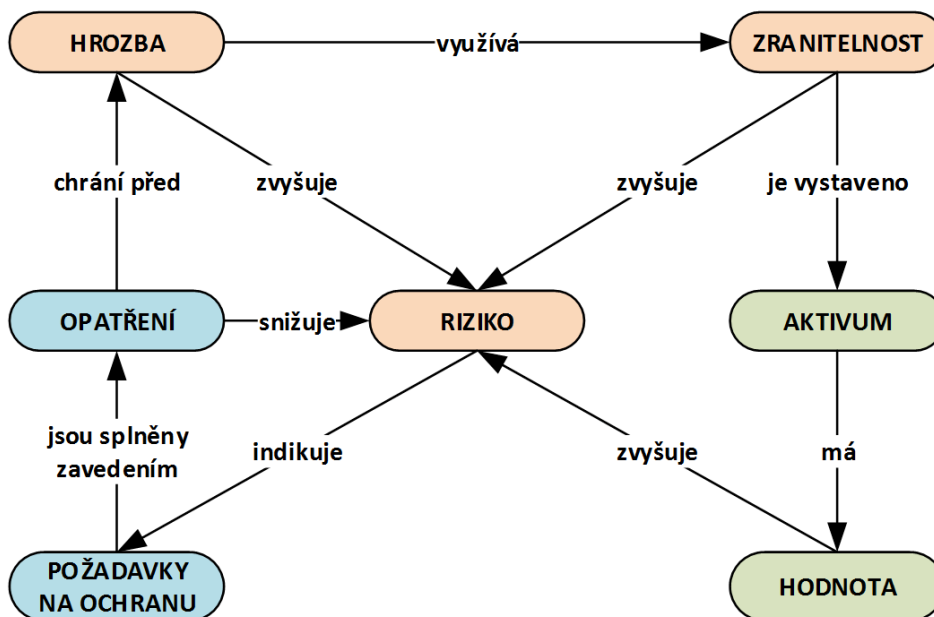 HROZBA
využívá
ZRANITELNOST
chrání před
zvyšuje
zvyšuje
je vystaveno
OPATŘENÍ
snižuje
RIZIKO
AKTIVUM
jsou splněny
zavedením
indikuje
zvyšuje
má
POŽADAVKY
NA OCHRANU
HODNOTA